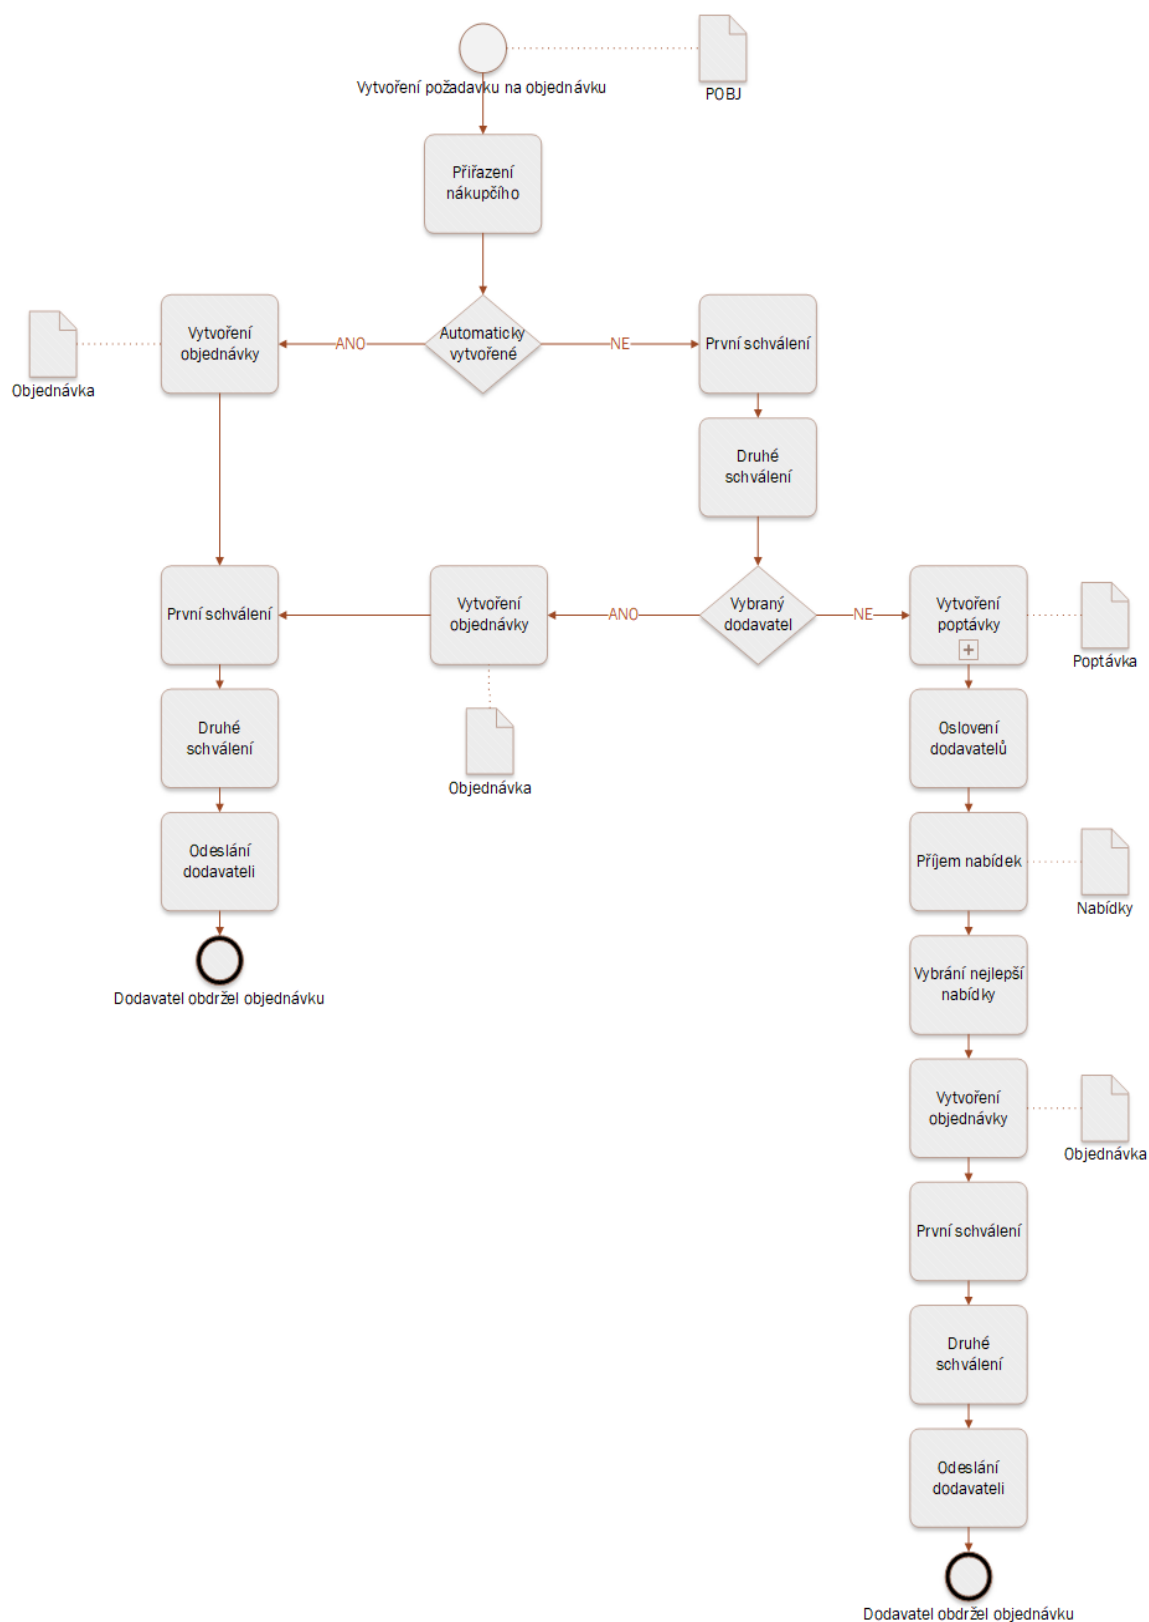 Vytvoření požadavku na objednávku
POBJ
Přiřazení
nákupčího
Automaticky
vytvořené
ANO
NE
Vytvoření
objednávky
Objednávka
První schválení
Druhé
schválení
Vybraný
dodavatel
ANO
NE
Vytvoření
objednávky
Objednávka
První schválení
Druhé
schválení
Odeslání
dodavateli
Dodavatel obdržel objednávku
Vytvoření
poptávky
Poptávka
Oslovení
dodavatelů
Příjem nabídek
Nabídky
Vybrání nejlepší
nabídky
Vytvoření
objednávky
Objednávka
První schválení
Druhé
schválení
Odeslání
dodavateli
Dodavatel obdržel objednávku